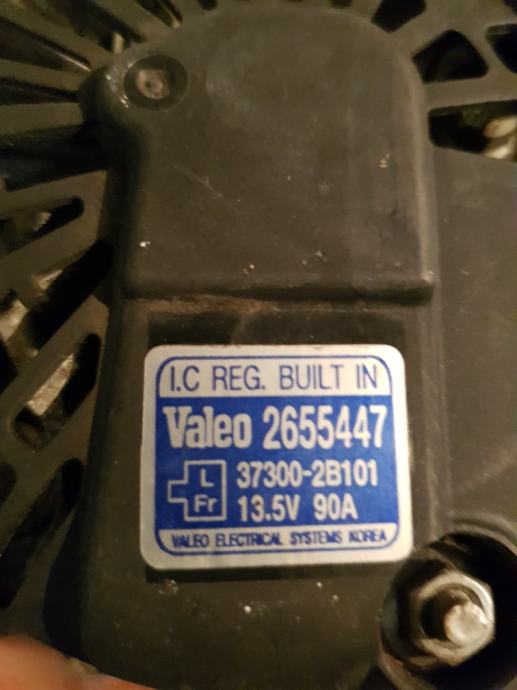 I.C REG. BUILT IN
Valeo 2655447
L 37300-2B101
Fr 13.5V 90A
VALEO ELECTRICAL SYSTEMS KOREA